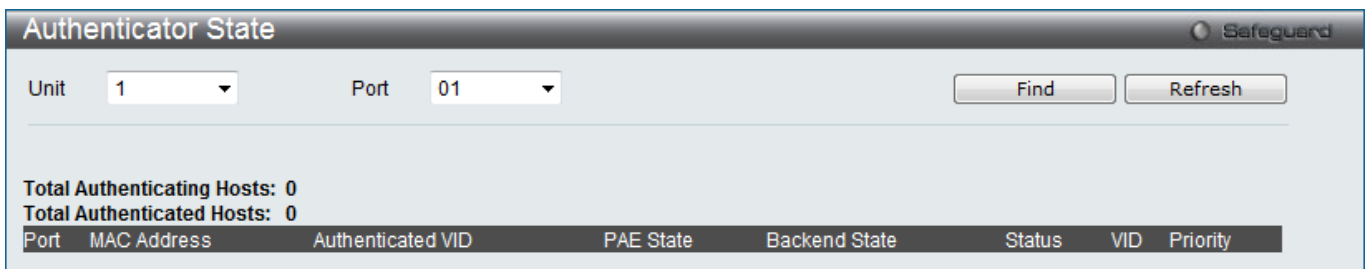 Authenticator State Safeguard
Unit 1 Port 01 Find Refresh
Total Authenticating Hosts: 0
Total Authenticated Hosts: 0
Port MAC Address Authenticated VID PAE State Backend State Status VID Priority